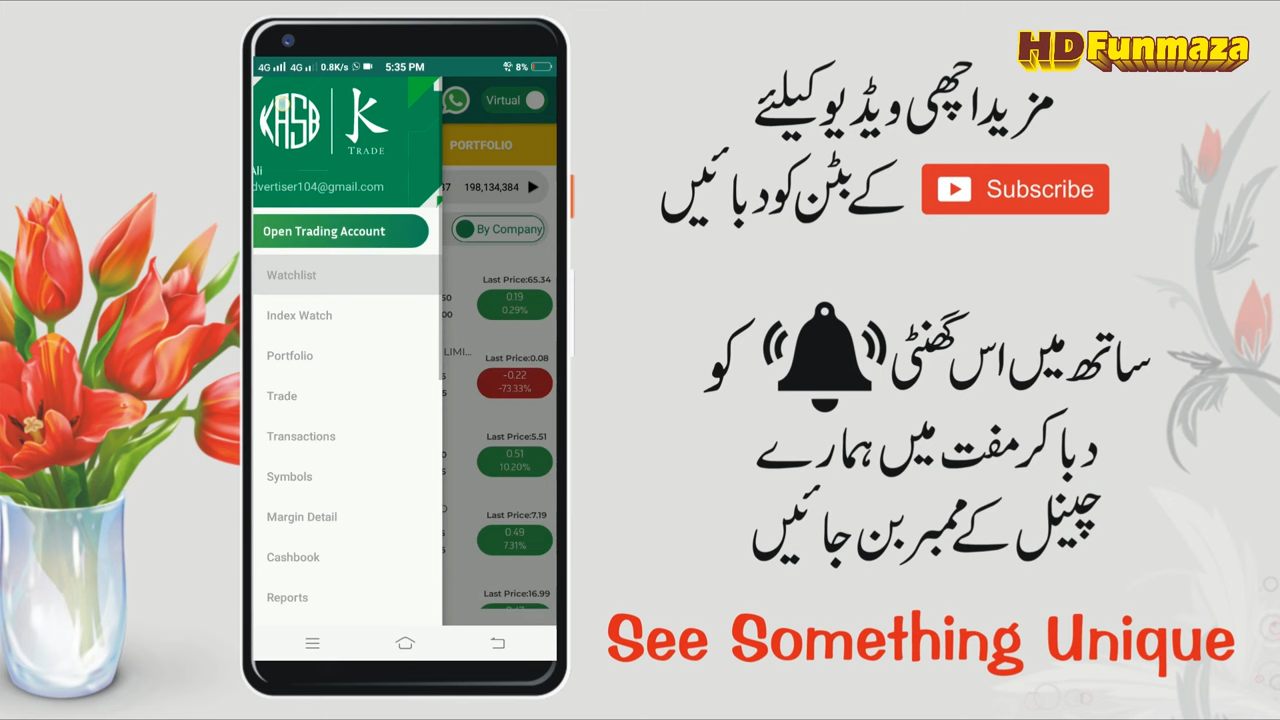 HD Funmaza
4G 4G 0.8K/s 5:35 PM 4G 8%
KASB K TRADE
Virtual
PORTFOLIO
Ali
dvertiser104@gmail.com
37 198,134,384
Open Trading Account
By Company
Watchlist
Last Price:65.34
50 0.19
00 0.29%
Index Watch
LIMI...
Last Price:0.08
-0.22
-73.33%
Portfolio
Trade
Last Price:5.51
0.51
10.20%
Transactions
Symbols
Last Price:7.19
0.49
7.31%
Margin Detail
Cashbook
Last Price:16.99
Reports
مزید اچھی ویڈیو کیلئے
Subscribe کے بٹن کو دبائیں
ساتھ میں اس گھنٹی کو
دبا کر مفت میں ہمارے
چینل کے ممبر بن جائیں
See Something Unique